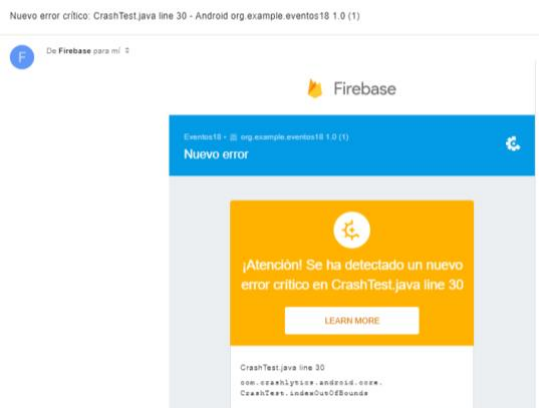 Nuevo error crítico: CrashTest.java line 30 - Android org.example.eventos18 1.0 (1)
F
De Firebase para mí
Firebase
Eventos18 - org.example.eventos18 1.0 (1)
Nuevo error
¡Atención! Se ha detectado un nuevo
error crítico en CrashTest.java line 30
LEARN MORE
CrashTest.java line 30
com.crashlytics.android.core.
CrashTest.indexOutOfBounds